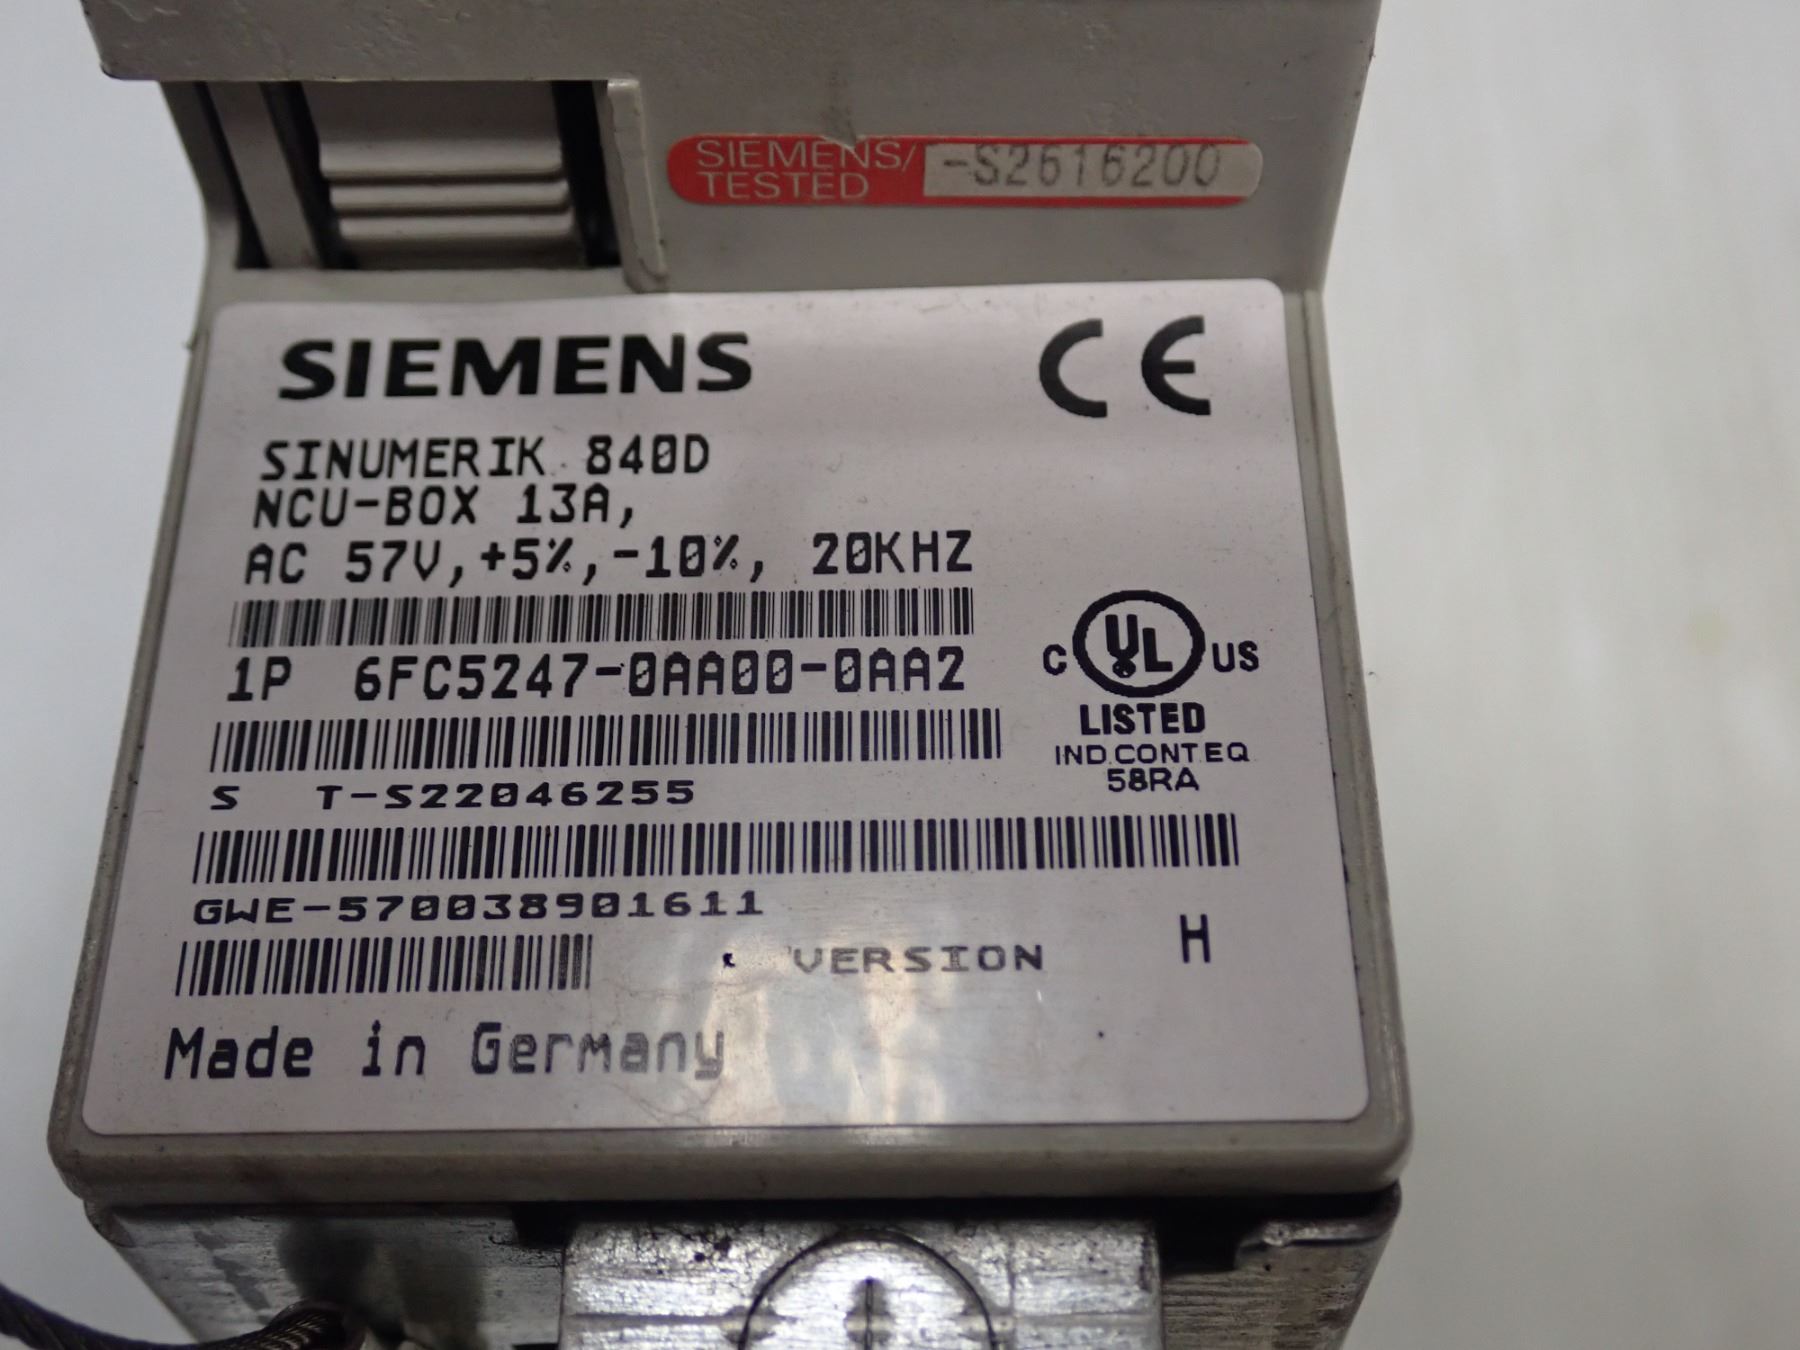 SIEMENS/
TESTED
-S2616200
SIEMENS
CE
SINUMERIK 840D
NCU-BOX 13A,
AC 57V,+5%,-10%, 20KHZ
1P 6FC5247-0AA00-0AA2
C UL US
LISTED
IND.CONT.EQ
58RA
S T-S22046255
GWE-570038901611
VERSION H
Made in Germany